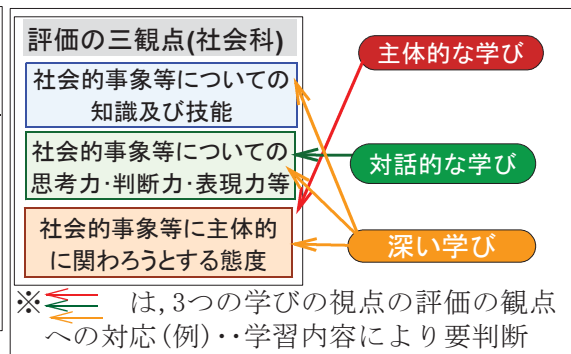 評価の三観点(社会科)
社会的事象等についての
知識及び技能
社会的事象等についての
思考力・判断力・表現力等
社会的事象等に主体的
に関わろうとする態度
主体的な学び
対話的な学び
深い学び
※ は,3つの学びの視点の評価の観点
への対応(例)・・学習内容により要判断